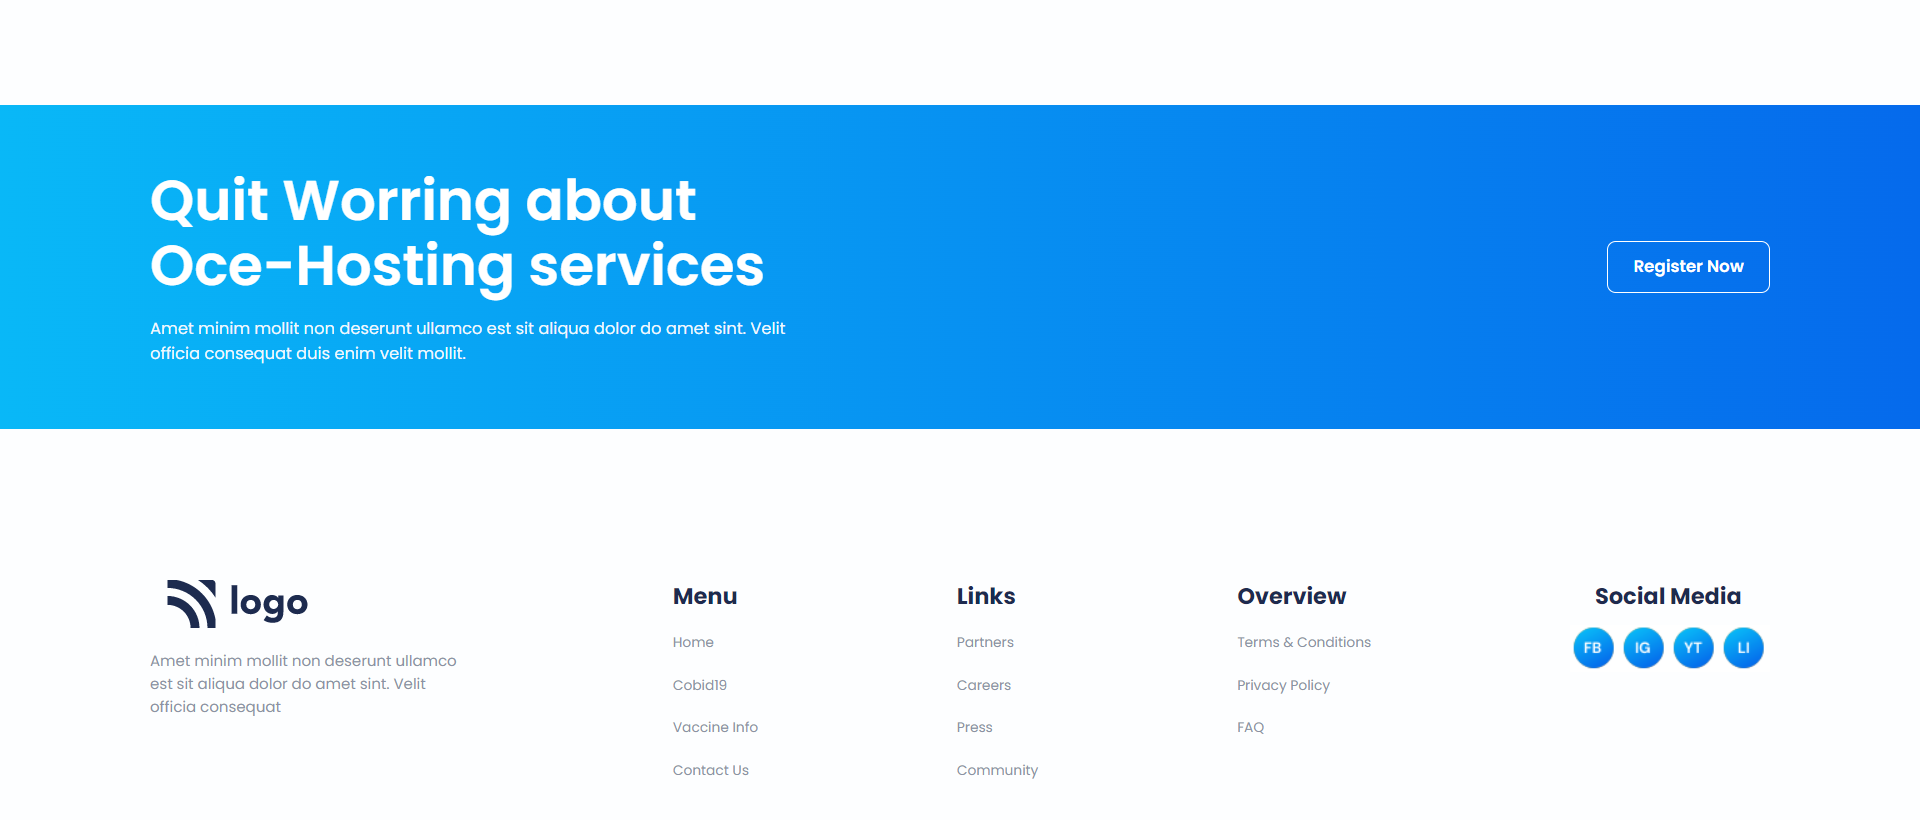 Quit Worring about
Oce-Hosting services
Amet minim mollit non deserunt ullamco est sit aliqua dolor do amet sint. Velit
officia consequat duis enim velit mollit.
Register Now
logo
Amet minim mollit non deserunt ullamco
est sit aliqua dolor do amet sint. Velit
officia consequat
Menu
Home
Cobid19
Vaccine Info
Contact Us
Links
Partners
Careers
Press
Community
Overview
Terms & Conditions
Privacy Policy
FAQ
Social Media
FB IG YT LI